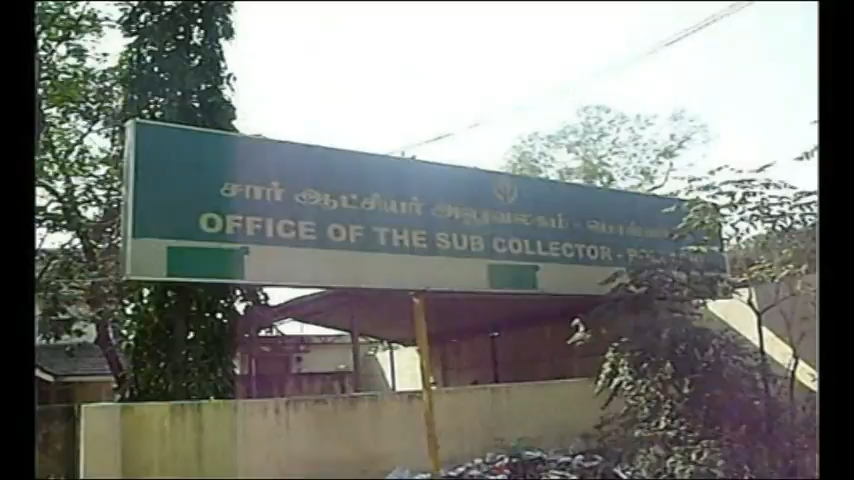 சார் ஆட்சியர் அலுவலகம் -
OFFICE OF THE SUB COLLECTOR -